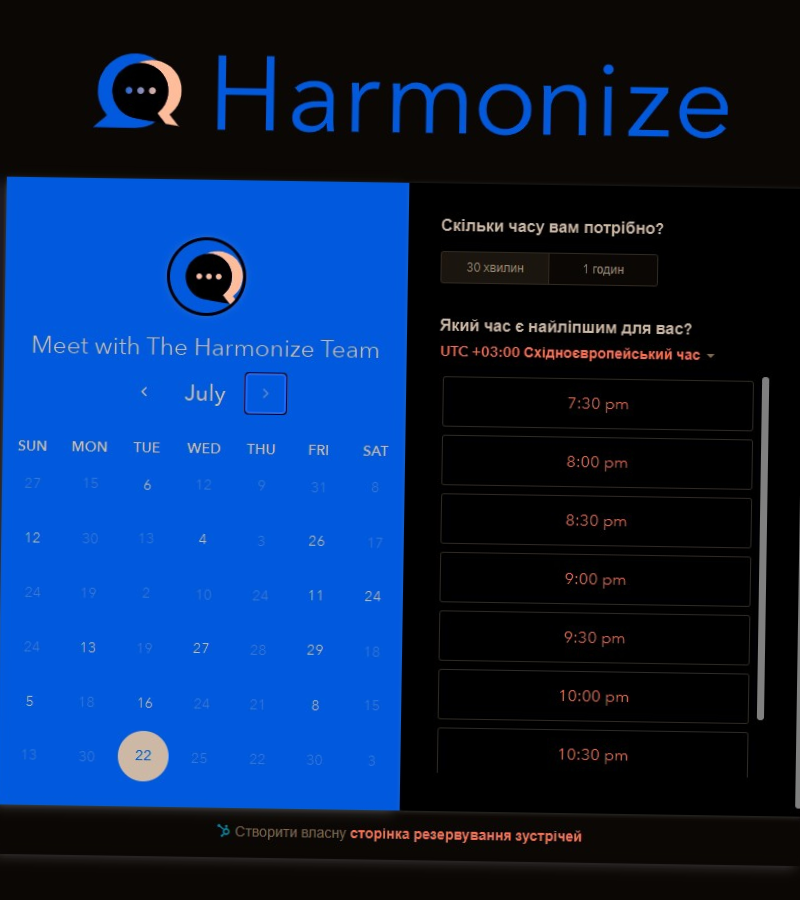 Harmonize
Meet with The Harmonize Team
July
SUN MON TUE WED THU FRI SAT
27 15 6 12 9 31 8
12 30 13 4 3 26 17
24 19 2 10 24 11 24
24 13 19 27 28 29 18
5 18 16 24 21 8 15
13 30 22 25 22 30 3
Скільки часу вам потрібно?
30 хвилин 1 годин
Який час є найліпшим для вас?
UTC +03:00 Східноєвропейський час
7:30 pm
8:00 pm
8:30 pm
9:00 pm
9:30 pm
10:00 pm
10:30 pm
Створити власну сторінка резервування зустрічей